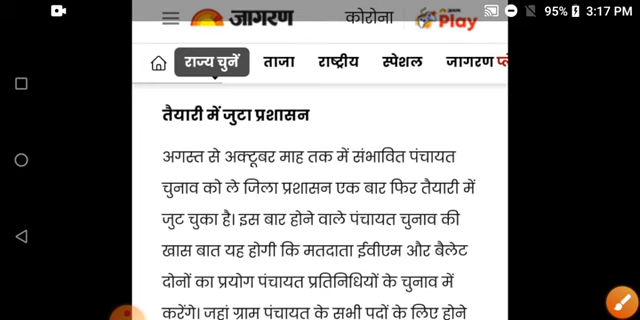 95% 3:17 PM
जागरण कोरोना Play
राज्य चुनें ताजा राष्ट्रीय स्पेशल जागरण प्ले
तैयारी में जुटा प्रशासन
अगस्त से अक्टूबर माह तक में संभावित पंचायत
चुनाव को ले जिला प्रशासन एक बार फिर तैयारी में
जुट चुका है। इस बार होने वाले पंचायत चुनाव की
खास बात यह होगी कि मतदाता ईवीएम और बैलेट
दोनों का प्रयोग पंचायत प्रतिनिधियों के चुनाव में
करेंगे। जहां ग्राम पंचायत के सभी पदों के लिए होने